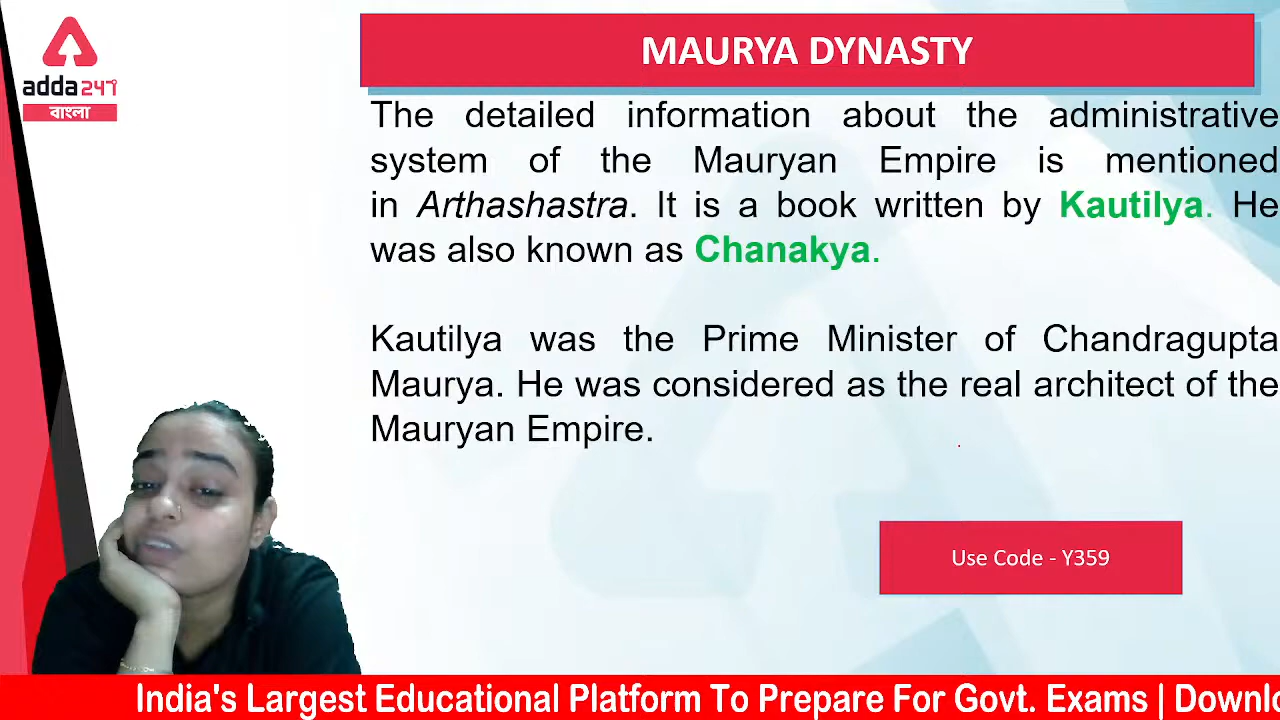 adda247
বাংলা
MAURYA DYNASTY
The detailed information about the administrative
system of the Mauryan Empire is mentioned
in Arthashastra. It is a book written by Kautilya. He
was also known as Chanakya.
Kautilya was the Prime Minister of Chandragupta
Maurya. He was considered as the real architect of the
Mauryan Empire.
Use Code - Y359
India's Largest Educational Platform To Prepare For Govt. Exams | Downlo